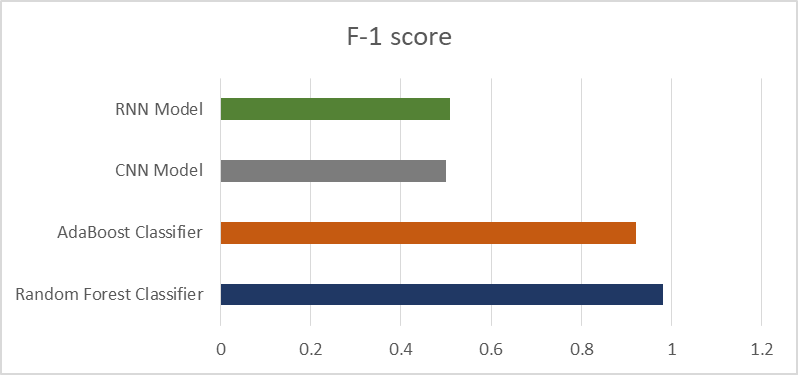 F-1 score
RNN Model
CNN Model
AdaBoost Classifier
Random Forest Classifier
0 0.2 0.4 0.6 0.8 1 1.2